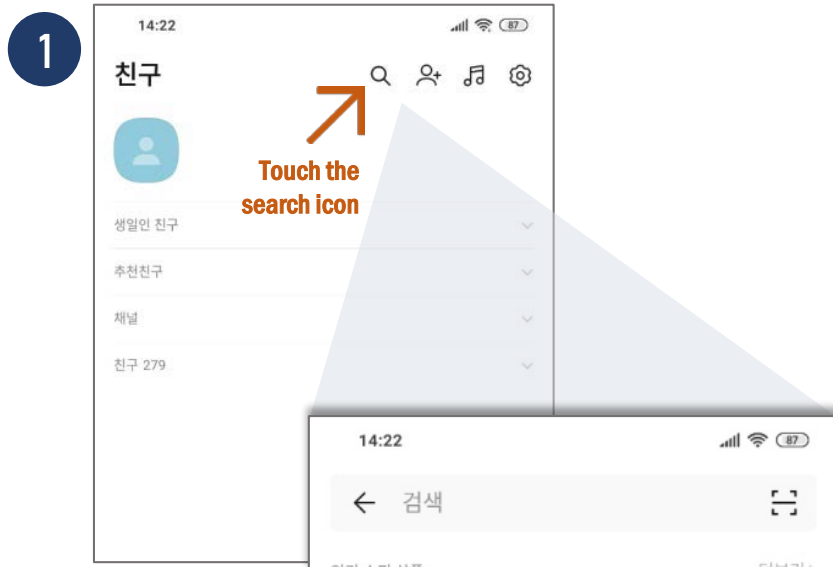 1
14:22
87
친구
Touch the
search icon
생일인 친구
추천친구
채널
친구 279
14:22
87
검색